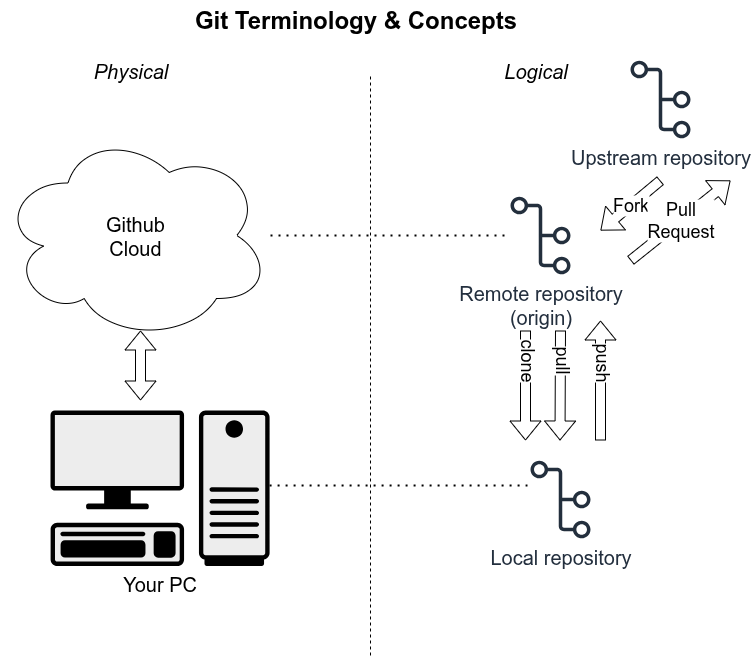 Git Terminology & Concepts
Physical
Logical
Upstream repository
Github
Cloud
Fork
Pull
Request
Remote repository
(origin)
clone
pull
push
Your PC
Local repository